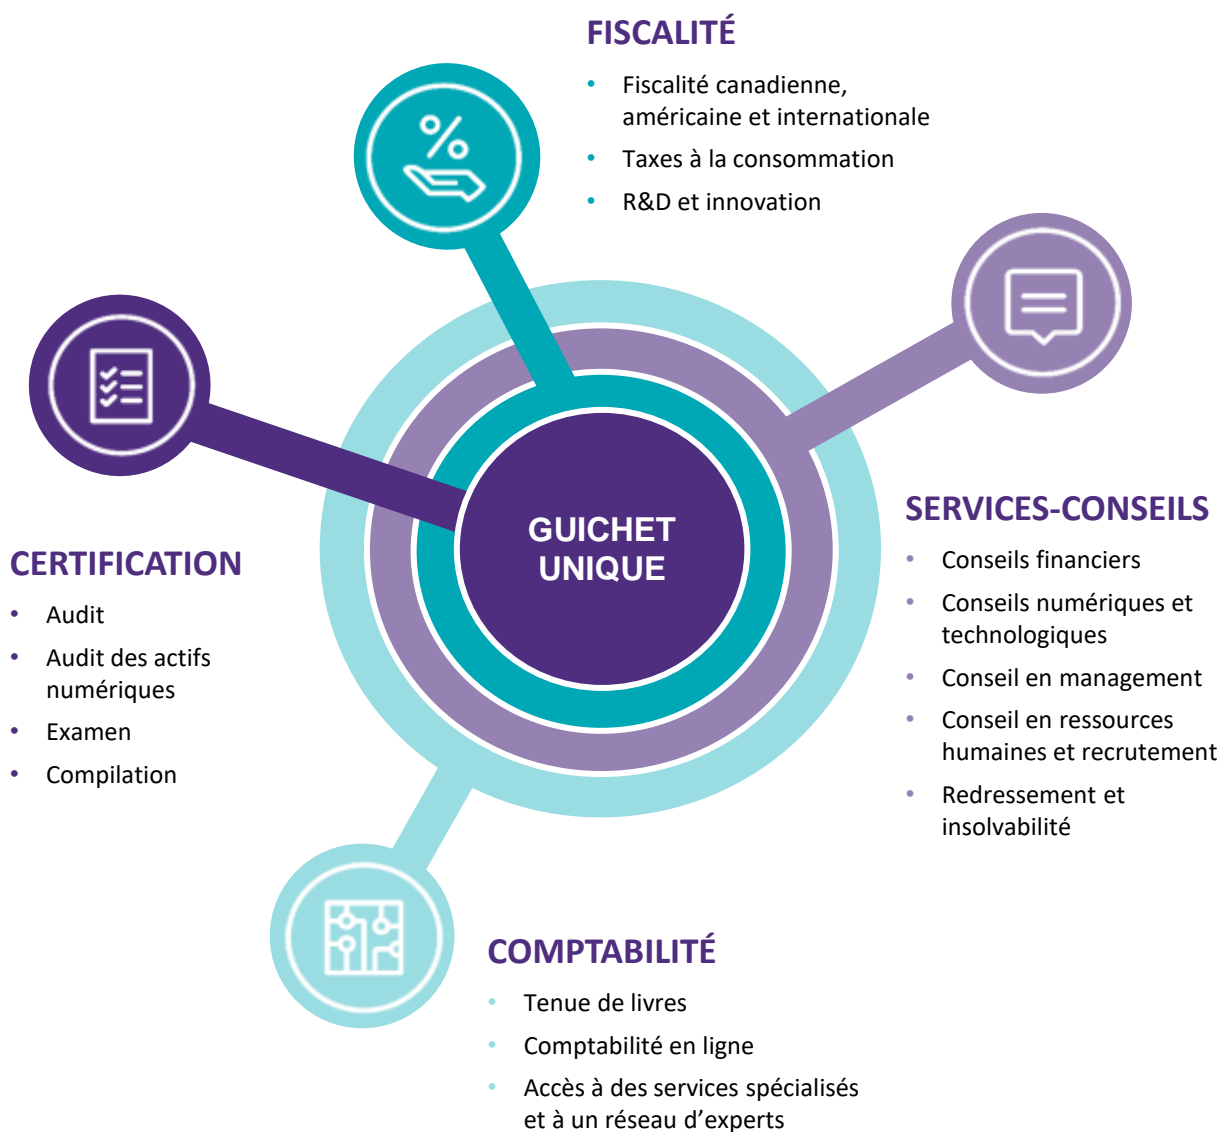 FISCALITÉ
• Fiscalité canadienne,
américaine et internationale
• Taxes à la consommation
• R&D et innovation
GUICHET
UNIQUE
SERVICES-CONSEILS
• Conseils financiers
• Conseils numériques et
technologiques
• Conseil en management
• Conseil en ressources
humaines et recrutement
• Redressement et
insolvabilité
CERTIFICATION
• Audit
• Audit des actifs
numériques
• Examen
• Compilation
COMPTABILITÉ
• Tenue de livres
• Comptabilité en ligne
• Accès à des services spécialisés
et à un réseau d’experts